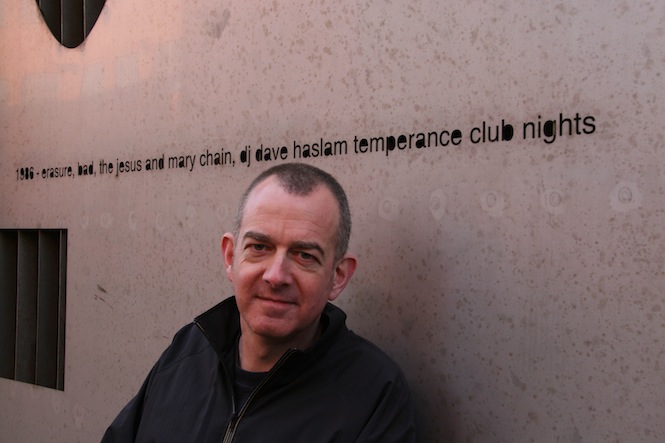 1986 - erasure, bad, the jesus and mary chain, dj dave haslam temperance club nights